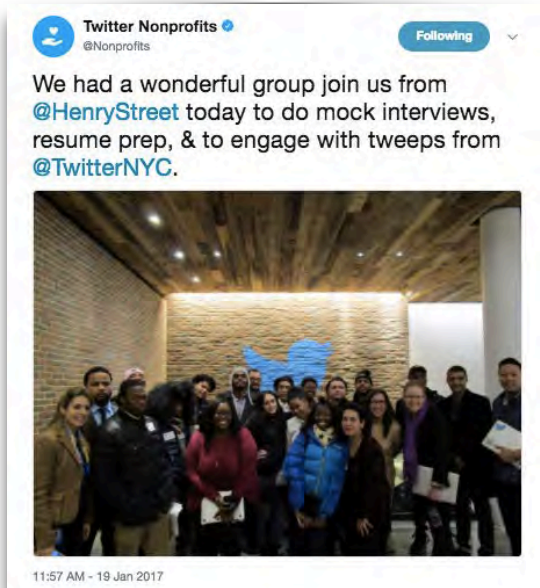 Twitter Nonprofits
@Nonprofits
Following
We had a wonderful group join us from
@HenryStreet today to do mock interviews,
resume prep, & to engage with tweeps from
@TwitterNYC.
11:57 AM - 19 Jan 2017